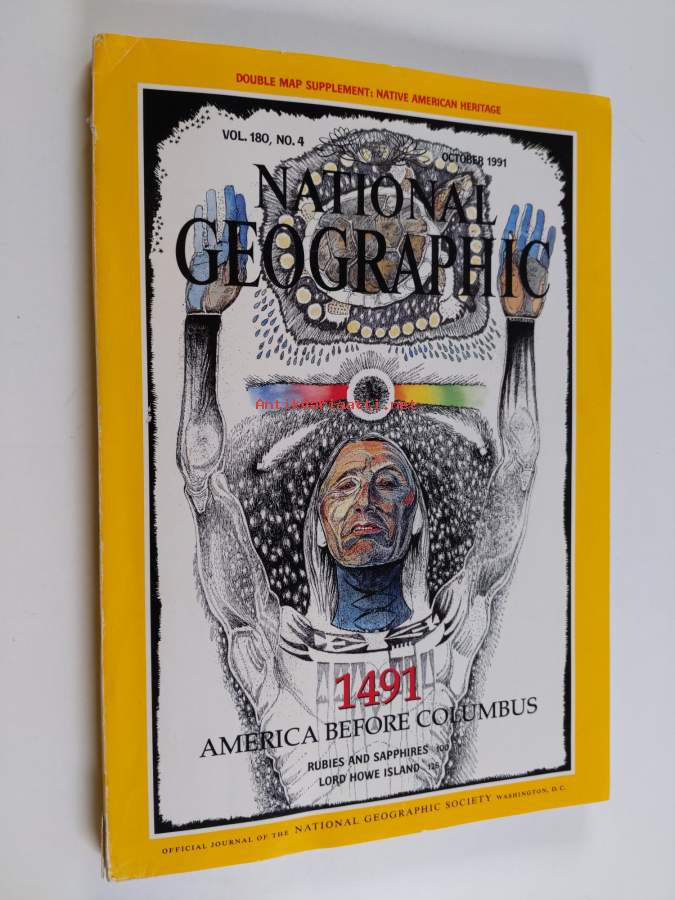 DOUBLE MAP SUPPLEMENT: NATIVE AMERICAN HERITAGE
VOL. 180, NO. 4
OCTOBER 1991
NATIONAL
GEOGRAPHIC
Antikvariaatti.net
1491
AMERICA BEFORE COLUMBUS
RUBIES AND SAPPHIRES 100
LORD HOWE ISLAND 126
OFFICIAL JOURNAL OF THE NATIONAL GEOGRAPHIC SOCIETY WASHINGTON, D.C.